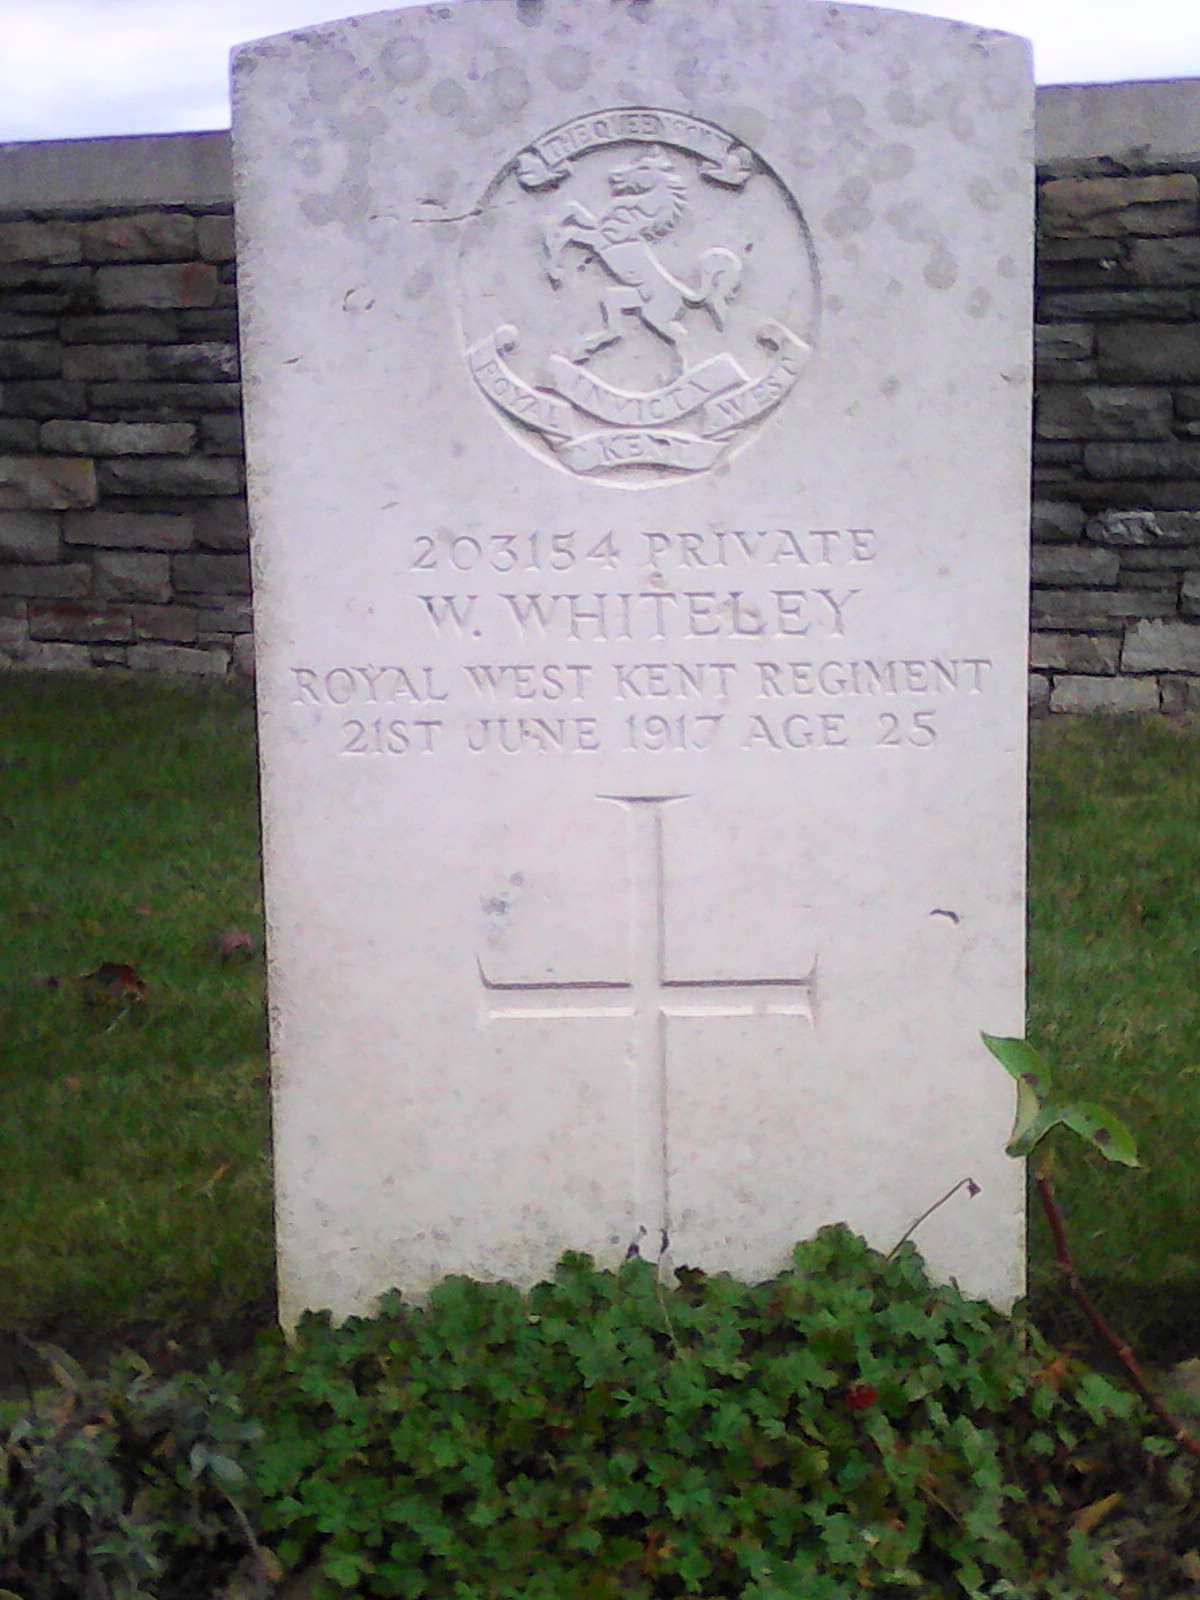 THE QUEEN'S OWN
INVICTA
ROYAL WEST
KENT
203154 PRIVATE
W. WHITELEY
ROYAL WEST KENT REGIMENT
21ST JUNE 1917 AGE 25